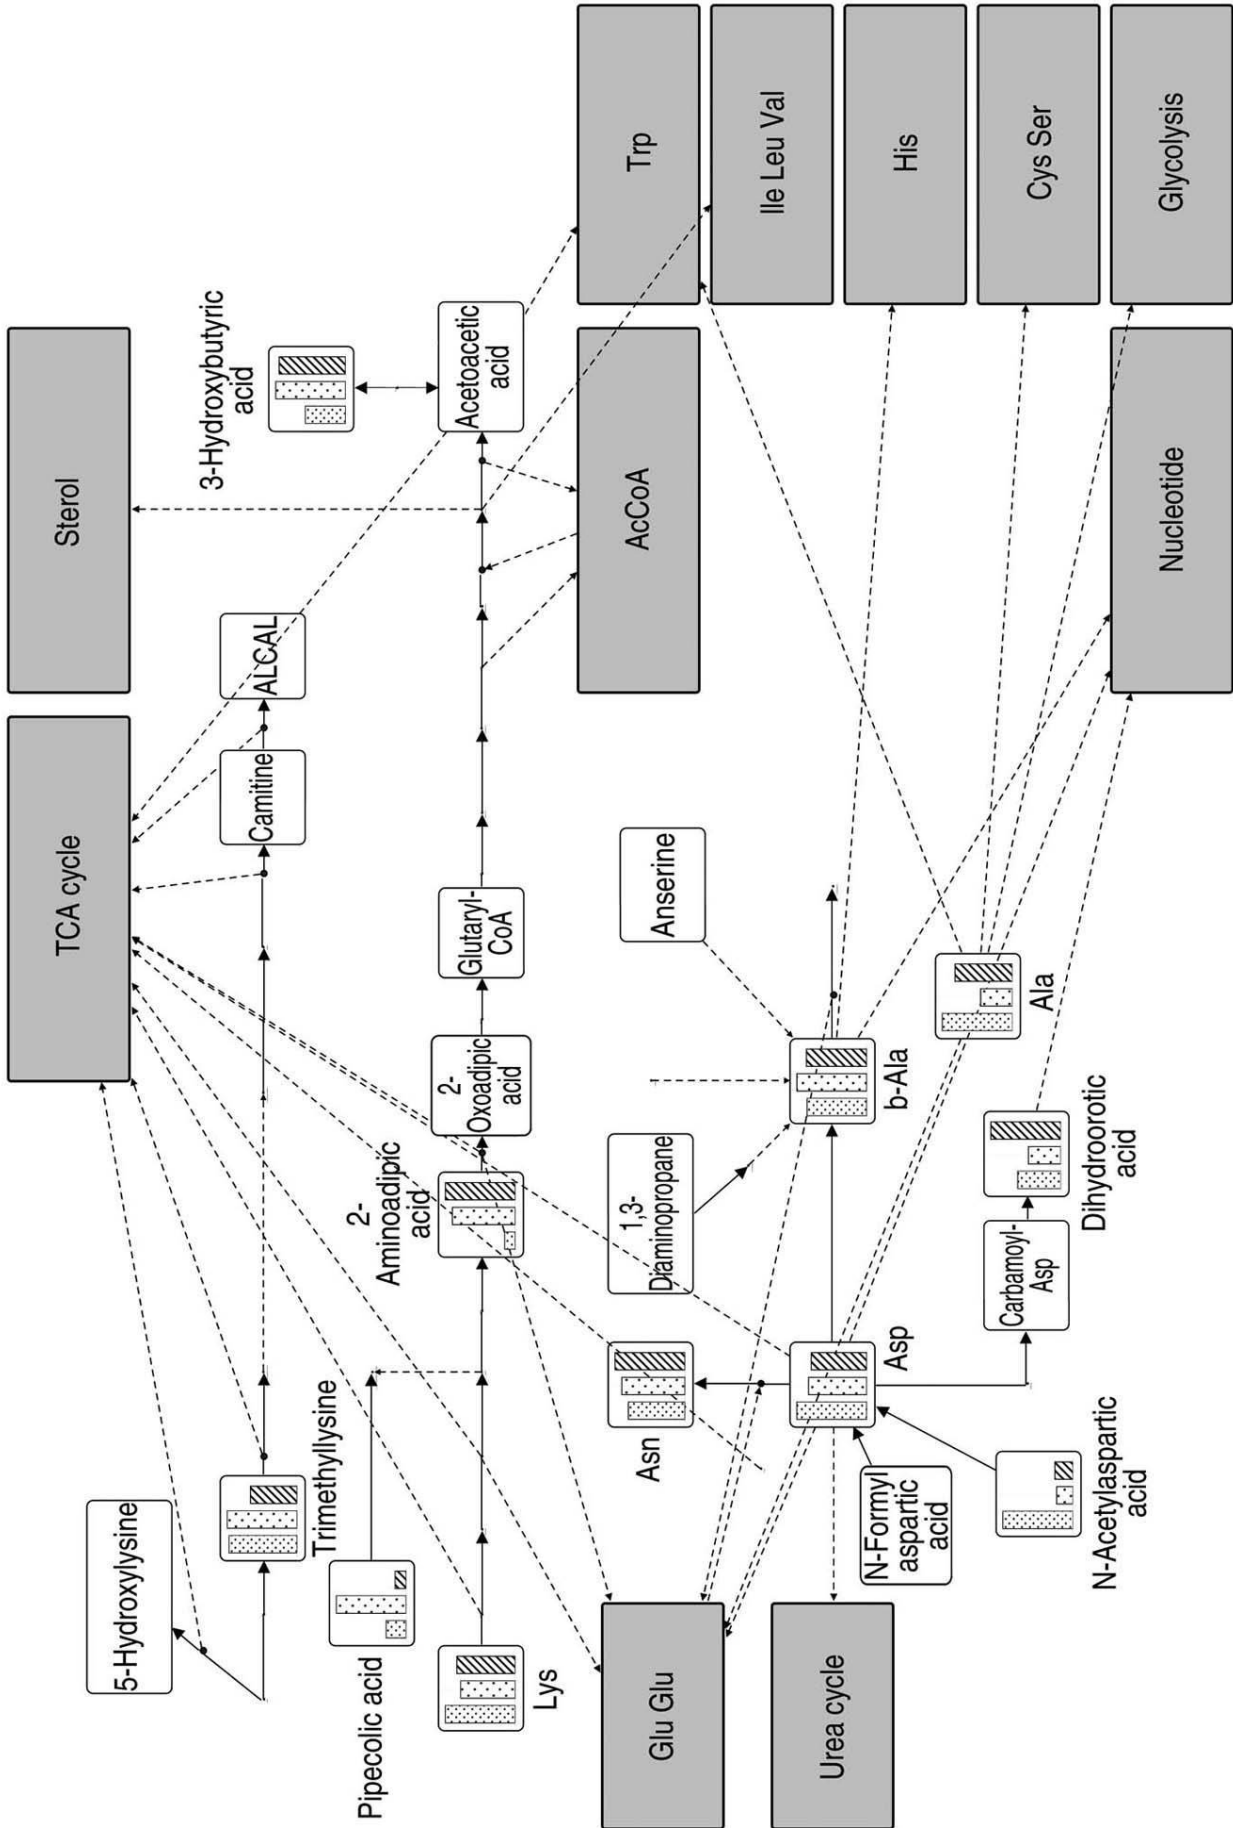 TCA cycle
Sterol
5-Hydroxylysine
3-Hydroxybutyric
acid
Camitine
ALCAL
Trimethyllysine
Pipecolic acid
2-
Aminoadipic
acid
2-
Oxoadipic
acid
Glutaryl-
CoA
Acetoacetic
acid
Lys
Glu Glu
Asn
1,3-
Diaminopropane
Anserine
AcCoA
Trp
Ile Leu Val
Urea cycle
N-Formyl
aspartic
acid
Asp
b-Ala
His
N-Acetylaspartic
acid
Carbamoyl-
Asp
Dihydroorotic
acid
Ala
Cys Ser
Nucleotide
Glycolysis